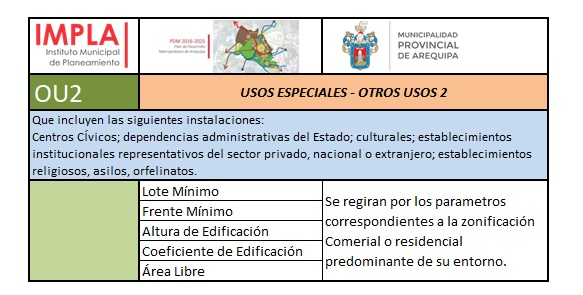 IMPLA
Instituto Municipal
de Planeamiento
PDM 2016-2025
Plan de Desarrollo
Metropolitano de Arequipa
MUNICIPALIDAD
PROVINCIAL
DE AREQUIPA
OU2
USOS ESPECIALES - OTROS USOS 2
Que incluyen las siguientes instalaciones:
Centros Cívicos; dependencias administrativas del Estado; culturales; establecimientos
institucionales representativos del sector privado, nacional o extranjero; establecimientos
religiosos, asilos, orfelinatos.
Lote Mínimo
Frente Mínimo
Altura de Edificación
Coeficiente de Edificación
Área Libre
Se regiran por los parametros
correspondientes a la zonificación
Comerial o residencial
predominante de su entorno.